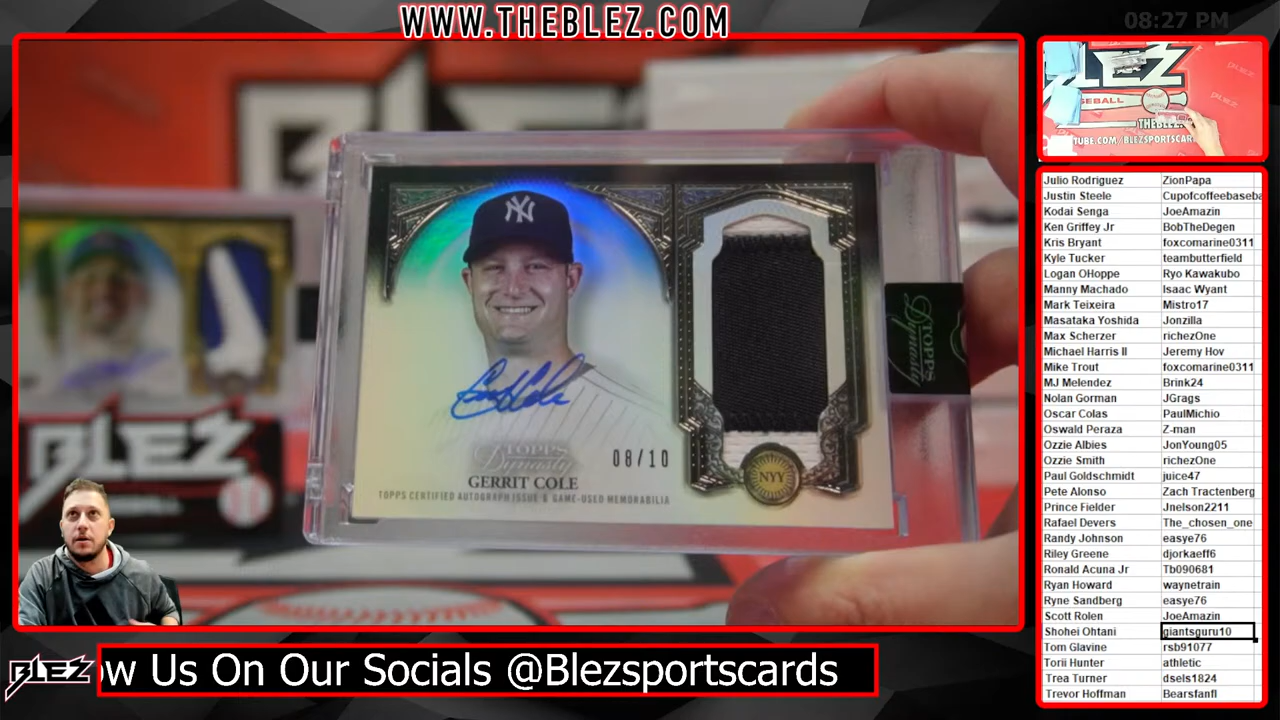 WWW.THEBLEZ.COM
08:27 PM
BLEZ
BASEBALL
THEBLEZ
TUBE.COM/BLEZSPORTSCAR
NY
TOPPS
Dynasty
08/10
GERRIT COLE
TOPPS CERTIFIED AUTOGRAPH ISSUE & GAME-USED MEMORABILIA
NYY
TOPPS
Dynasty
BLEZ
Julio Rodriguez ZionPapa
Justin Steele Cupofcoffeebaseba
Kodai Senga JoeAmazin
Ken Griffey Jr BobTheDegen
Kris Bryant foxcomarine0311
Kyle Tucker teambutterfield
Logan OHoppe Ryo Kawakubo
Manny Machado Isaac Wyant
Mark Teixeira Mistro17
Masataka Yoshida Jonzilla
Max Scherzer richezOne
Michael Harris II Jeremy Hov
Mike Trout foxcomarine0311
MJ Melendez Brink24
Nolan Gorman JGrags
Oscar Colas PaulMichio
Oswald Peraza Z-man
Ozzie Albies JonYoung05
Ozzie Smith richezOne
Paul Goldschmidt juice47
Pete Alonso Zach Tractenberg
Prince Fielder Jnelson2211
Rafael Devers The_chosen_one
Randy Johnson easye76
Riley Greene djorkaeff6
Ronald Acuna Jr Tb090681
Ryan Howard waynetrain
Ryne Sandberg easye76
Scott Rolen JoeAmazin
Shohei Ohtani giantsguru10
Tom Glavine rsb91077
Torii Hunter athletic
Trea Turner dsels1824
Trevor Hoffman Bearsfanfl
BLEZ
ow Us On Our Socials @Blezsportscards